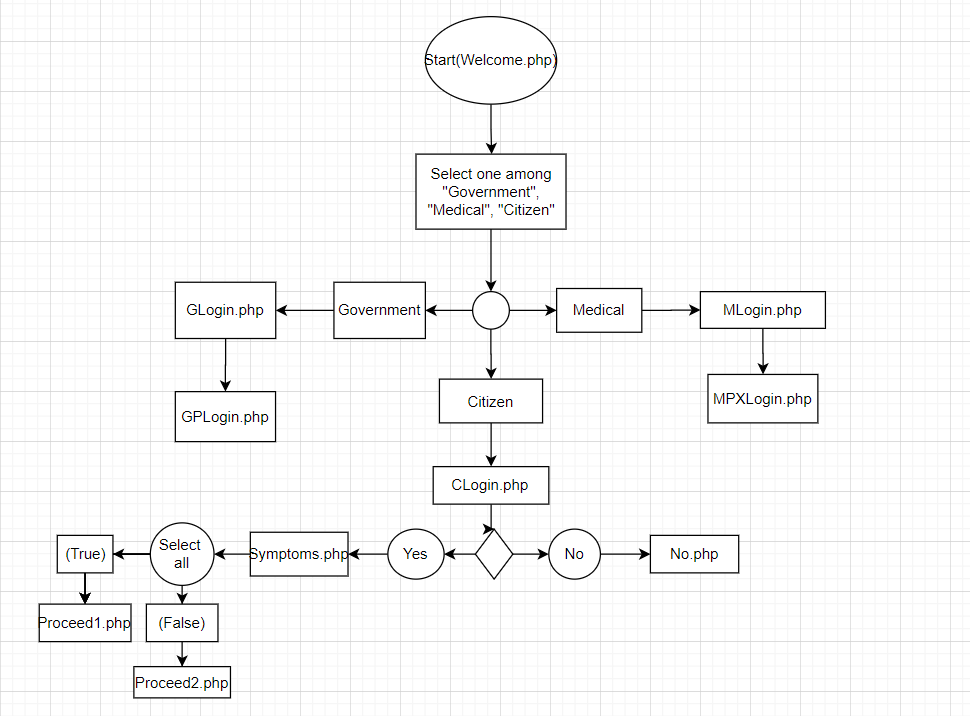 Start(Welcome.php)
Select one among
"Government",
"Medical", "Citizen"
GLogin.php
Government
Medical
MLogin.php
GPLogin.php
Citizen
MPXLogin.php
CLogin.php
(True)
Select
all
Symptoms.php
Yes
No
No.php
Proceed1.php
(False)
Proceed2.php